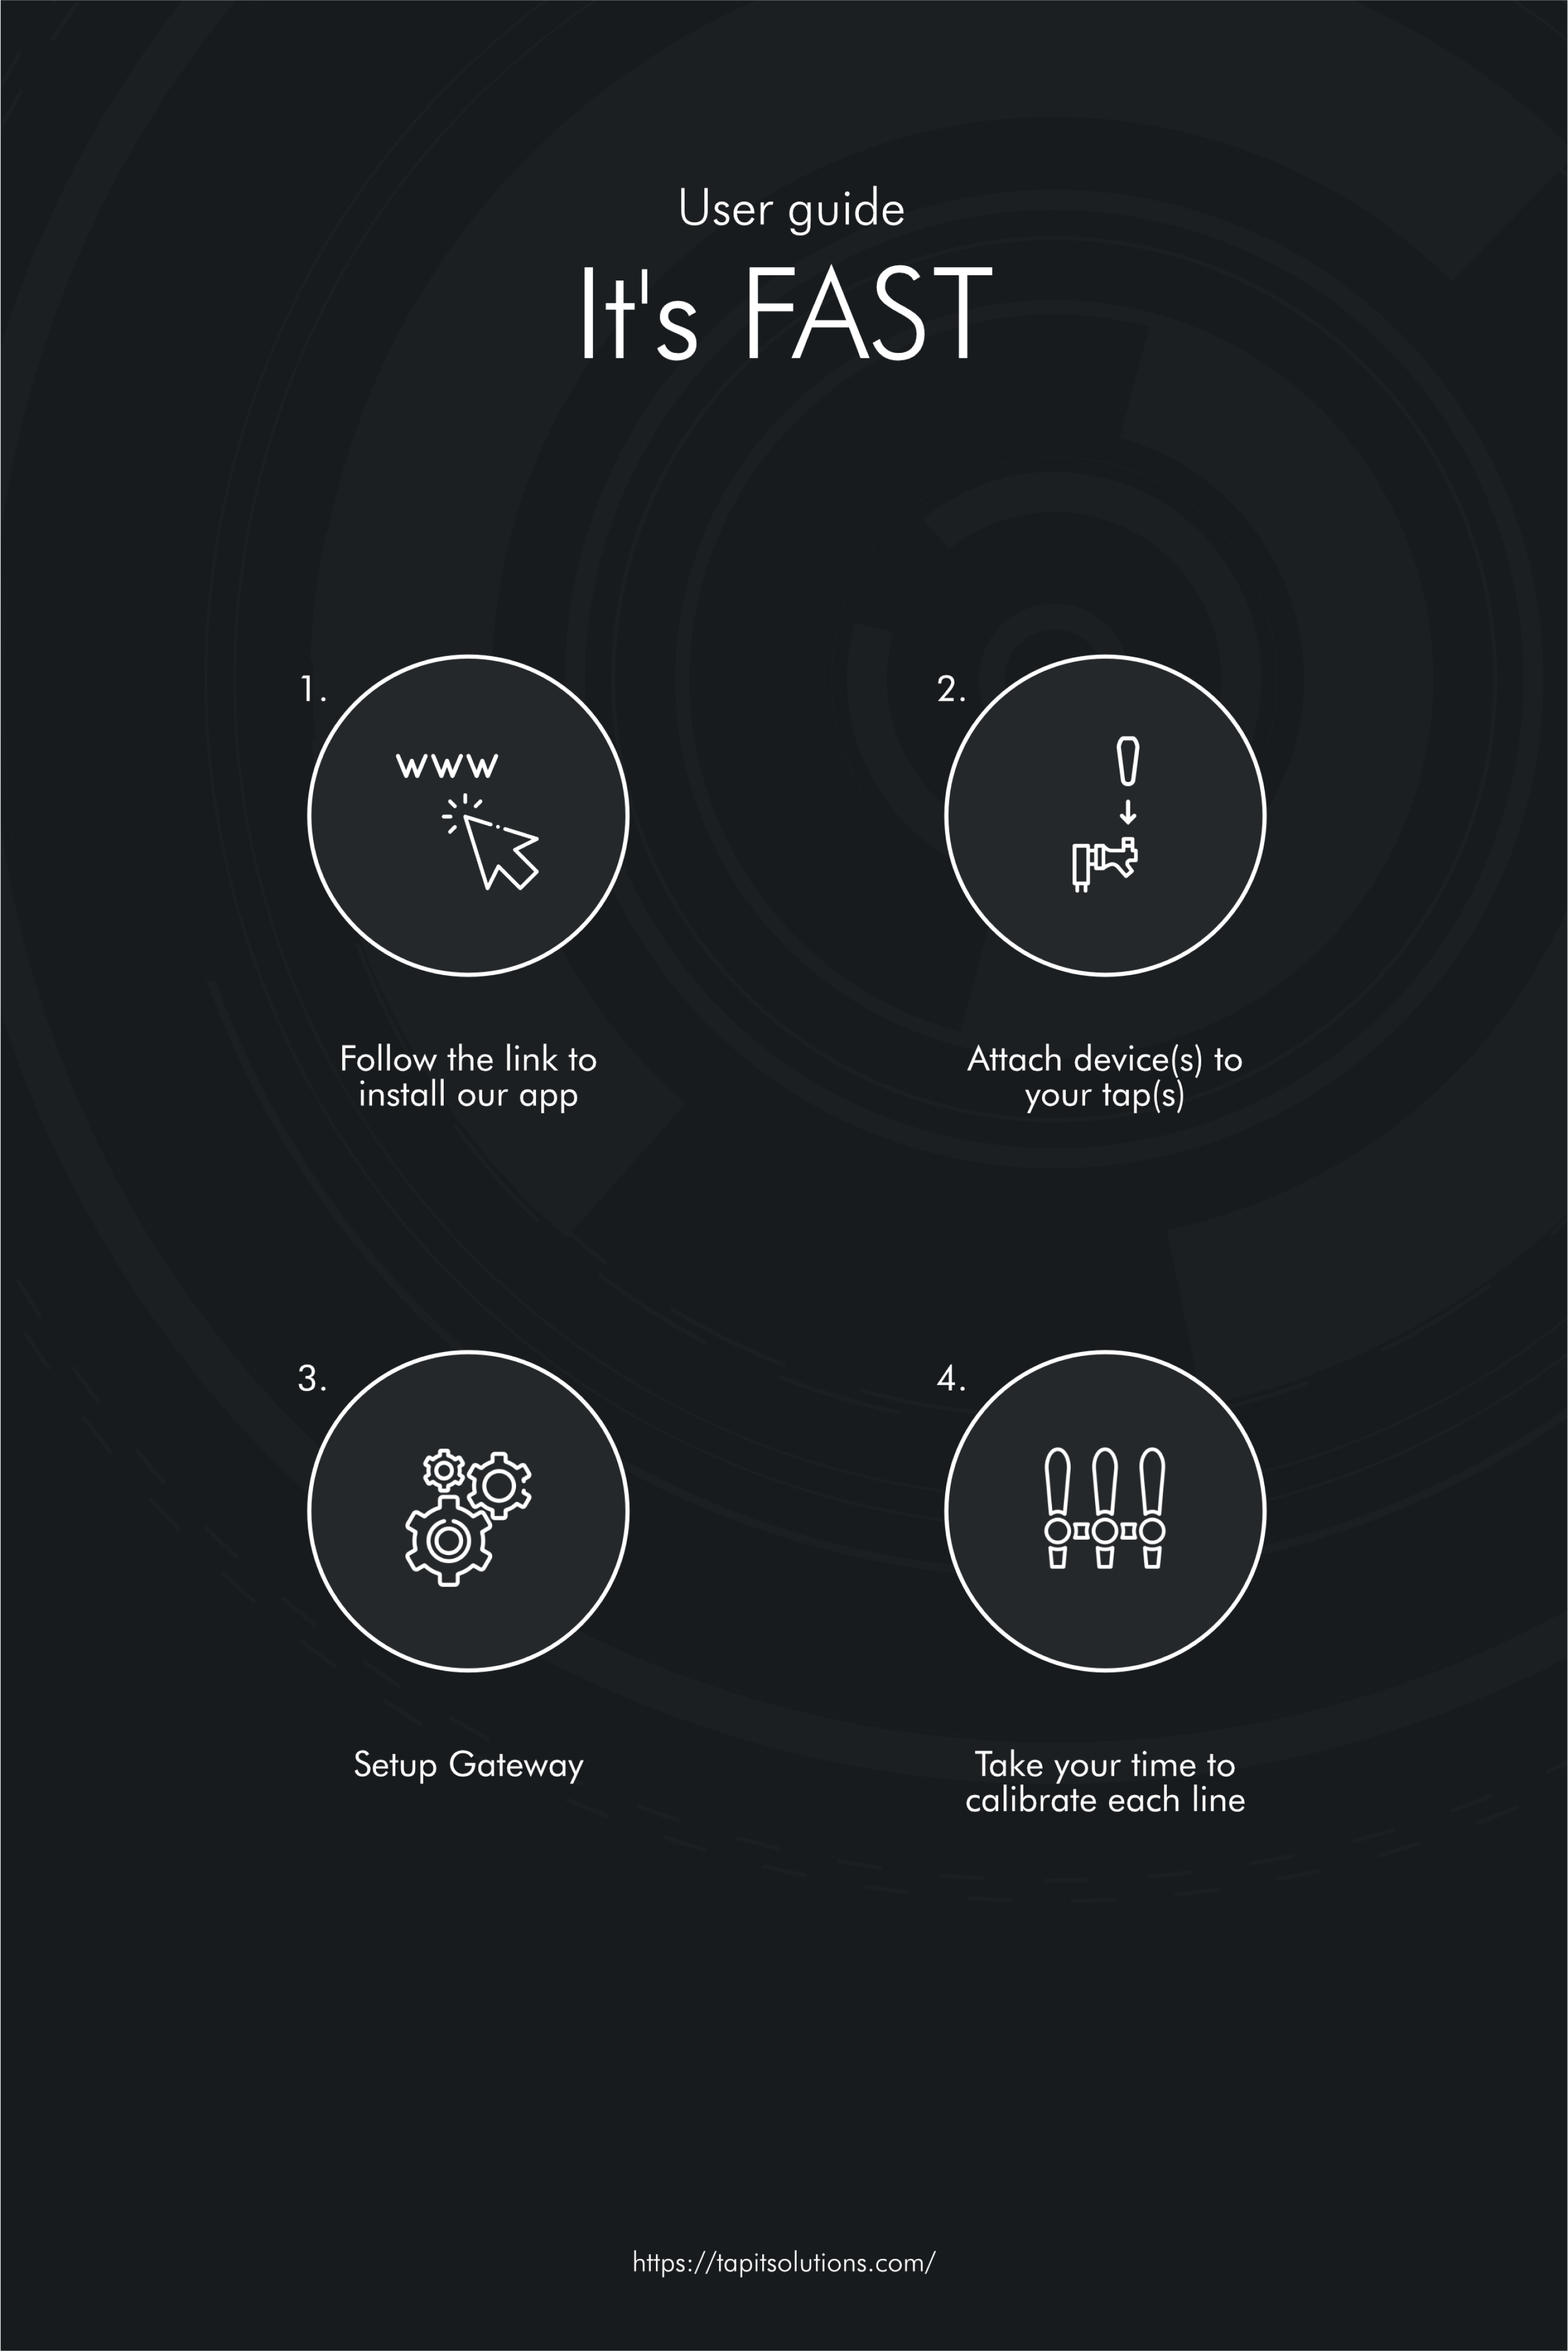 User guide
It's FAST
1.
www
Follow the link to
install our app
2.
Attach device(s) to
your tap(s)
3.
Setup Gateway
4.
Take your time to
calibrate each line
https://tapitsolutions.com/